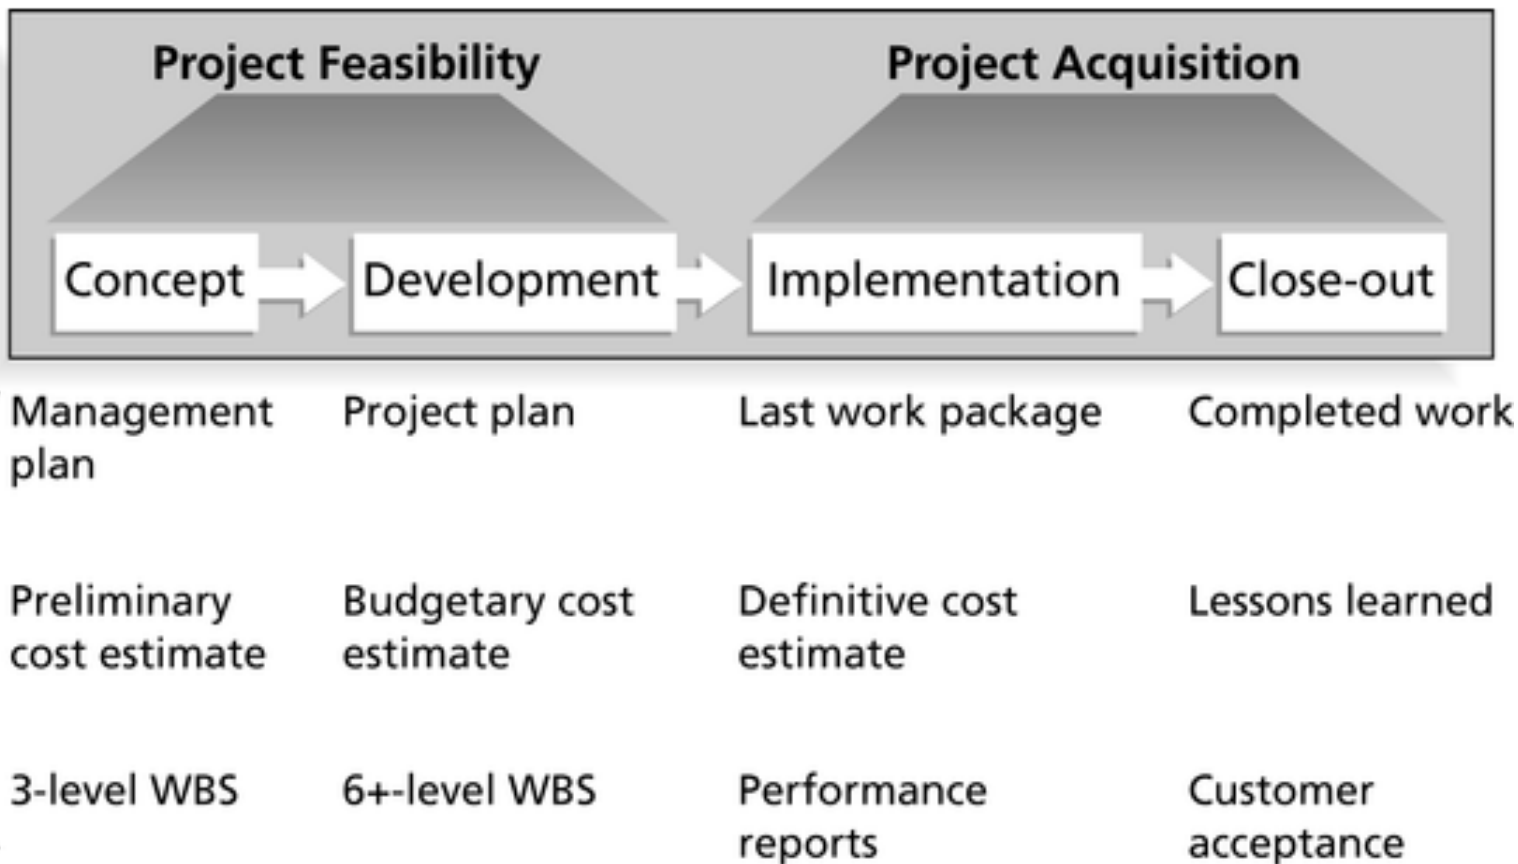 Project Feasibility
Project Acquisition
Concept
Development
Implementation
Close-out
Management
plan
Project plan
Last work package
Completed work
Preliminary
cost estimate
Budgetary cost
estimate
Definitive cost
estimate
Lessons learned
3-level WBS
6+-level WBS
Performance
reports
Customer
acceptance